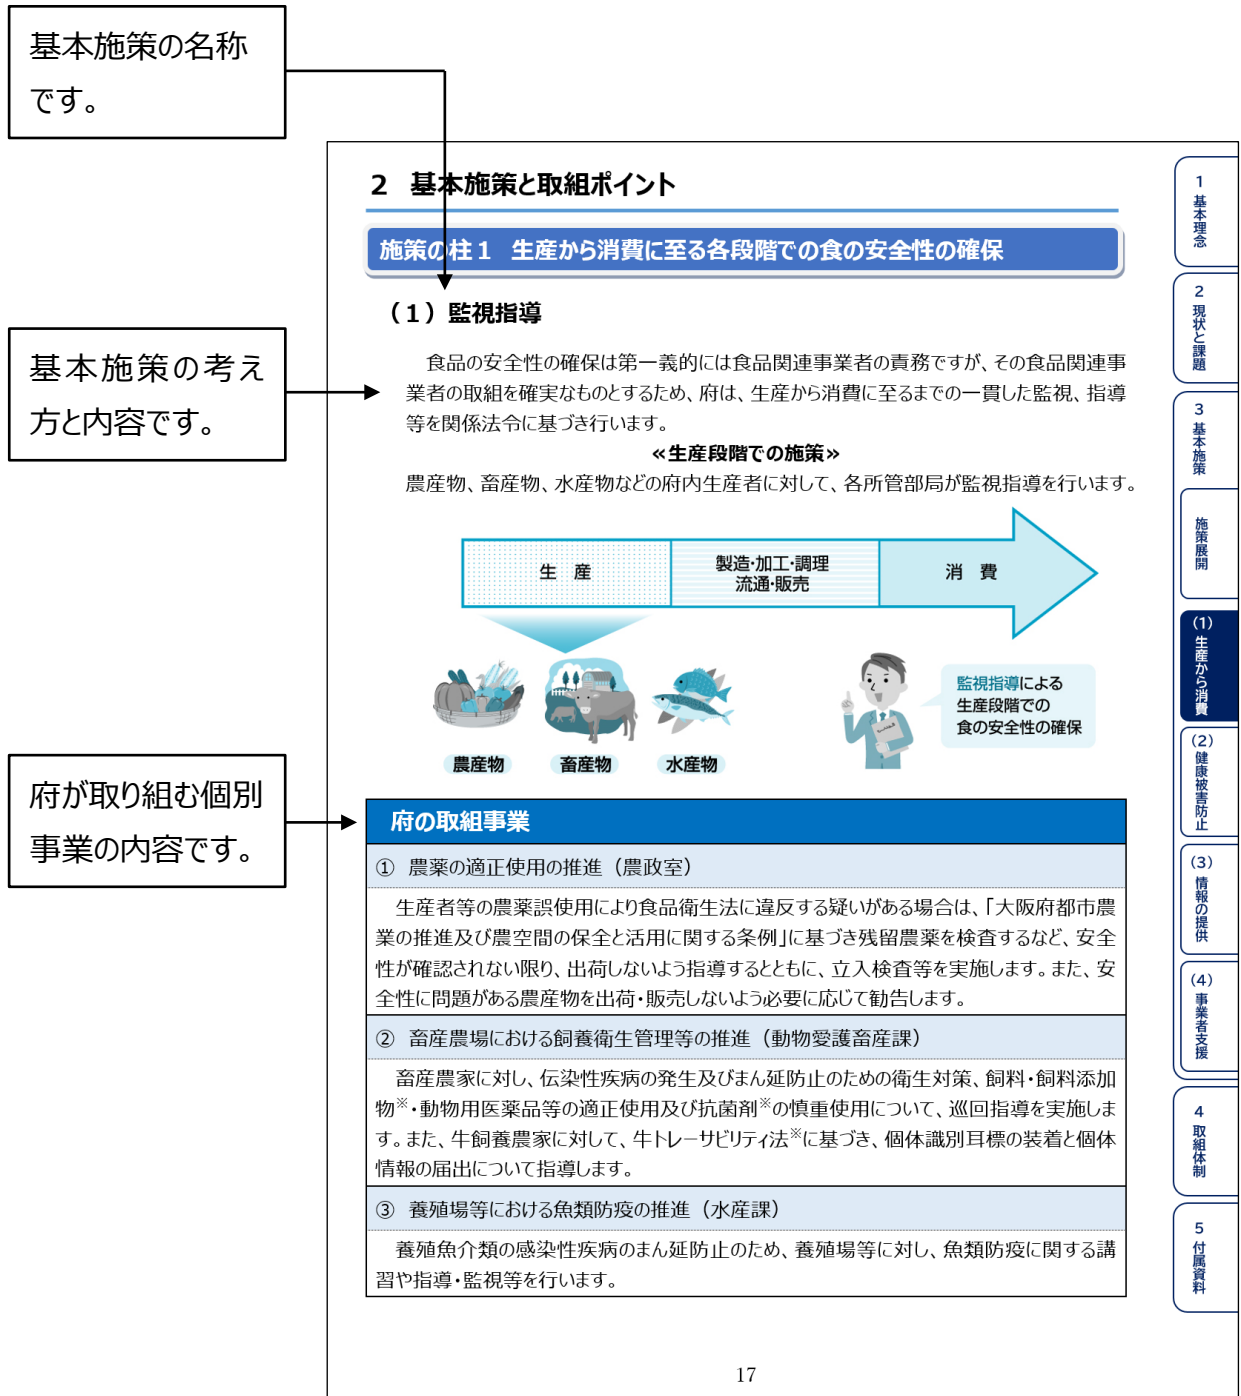 基本施策の名称
です。
基本施策の考え
方と内容です。
府が取り組む個別
事業の内容です。
2 基本施策と取組ポイント
施策の柱1 生産から消費に至る各段階での食の安全性の確保
（1）監視指導
食品の安全性の確保は第一義的には食品関連事業者の責務ですが、その食品関連事
業者の取組を確実なものとするため、府は、生産から消費に至るまでの一貫した監視、指導
等を関係法令に基づき行います。
≪生産段階での施策≫
農産物、畜産物、水産物などの府内生産者に対して、各所管部局が監視指導を行います。
生 産
製造・加工・調理
流通・販売
消 費
監視指導による
生産段階での
食の安全性の確保
農産物
畜産物
水産物
府の取組事業
① 農薬の適正使用の推進（農政室）
生産者等の農薬誤使用により食品衛生法に違反する疑いがある場合は、「大阪府都市農
業の推進及び農空間の保全と活用に関する条例」に基づき残留農薬を検査するなど、安全
性が確認されない限り、出荷しないよう指導するとともに、立入検査等を実施します。また、安
全性に問題がある農産物を出荷・販売しないよう必要に応じて勧告します。
② 畜産農場における飼養衛生管理等の推進（動物愛護畜産課）
畜産農家に対し、伝染性疾病の発生及びまん延防止のための衛生対策、飼料・飼料添加
物※・動物用医薬品等の適正使用及び抗菌剤※の慎重使用について、巡回指導を実施しま
す。また、牛飼養農家に対して、牛トレーサビリティ法※に基づき、個体識別耳標の装着と個体
情報の届出について指導します。
③ 養殖場等における魚類防疫の推進（水産課）
養殖魚介類の感染性疾病のまん延防止のため、養殖場等に対し、魚類防疫に関する講
習や指導・監視等を行います。
17
1 基本理念
2 現状と課題
3 基本施策
施策展開
(1) 生産から消費
(2) 健康被害防止
(3) 情報の提供
(4) 事業者支援
4 取組体制
5 付属資料